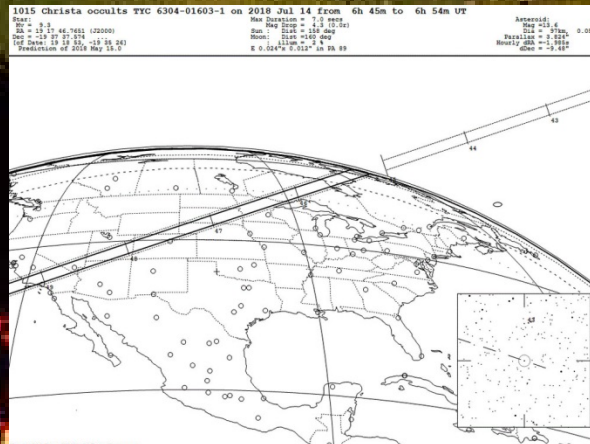 1015 Christa occults TYC 6304-01603-1 on 2018 Jul 14 from 6h 45m to 6h 54m UT
Star:
Mv = 9.3
RA = 19 17 46.7651 (J2000)
Dec = -19 37 37.574 ...
[of Date: 19 18 53, -19 35 26]
Prediction of 2018 May 15.0
Max Duration = 7.0 secs
Mag Drop = 4.3 (0.0r)
Sun : Dist = 158 deg
Moon: Dist =160 deg
: illum = 2 %
E 0.024"x 0.012" in PA 89
Asteroid:
Mag =13.6
Dia = 97km,
Parallax = 3.824"
Hourly dRA =-1.986s
dDec = -9.48"
43
44
47
48